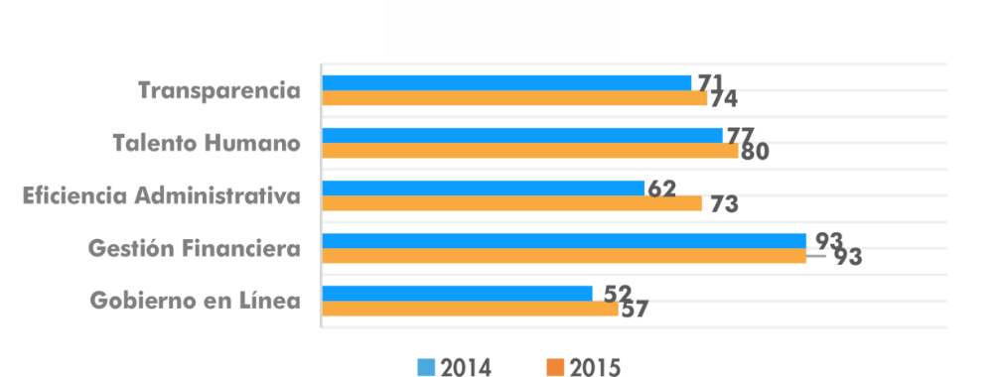 Transparencia
71
74
Talento Humano
77
80
Eficiencia Administrativa
62
73
Gestión Financiera
93
93
Gobierno en Línea
52
57
2014 2015